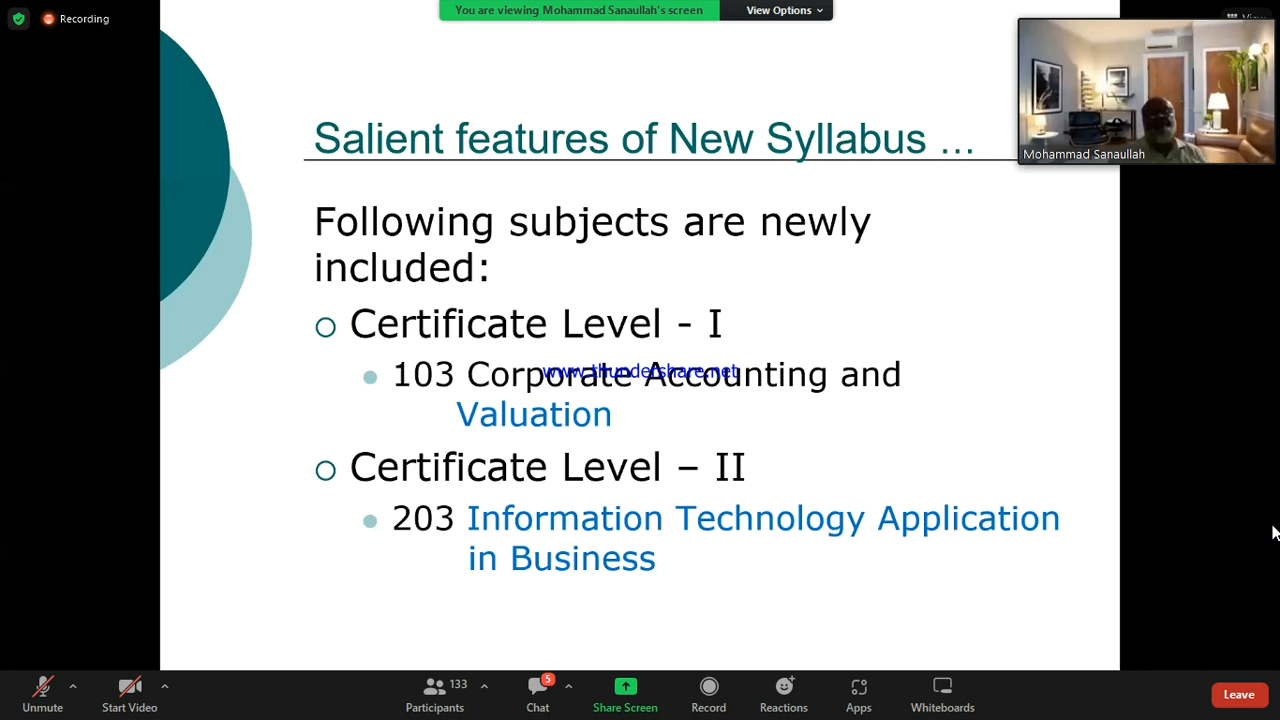 Recording
You are viewing Mohammad Sanaullah's screen
View Options
View
Mohammad Sanaullah
Salient features of New Syllabus ...
Following subjects are newly
included:
Certificate Level - I
103 Corporate Accounting and
www.thundershare.net
Valuation
Certificate Level – II
203 Information Technology Application
in Business
Unmute
Start Video
133
Participants
5
Chat
Share Screen
Record
Reactions
Apps
Whiteboards
Leave